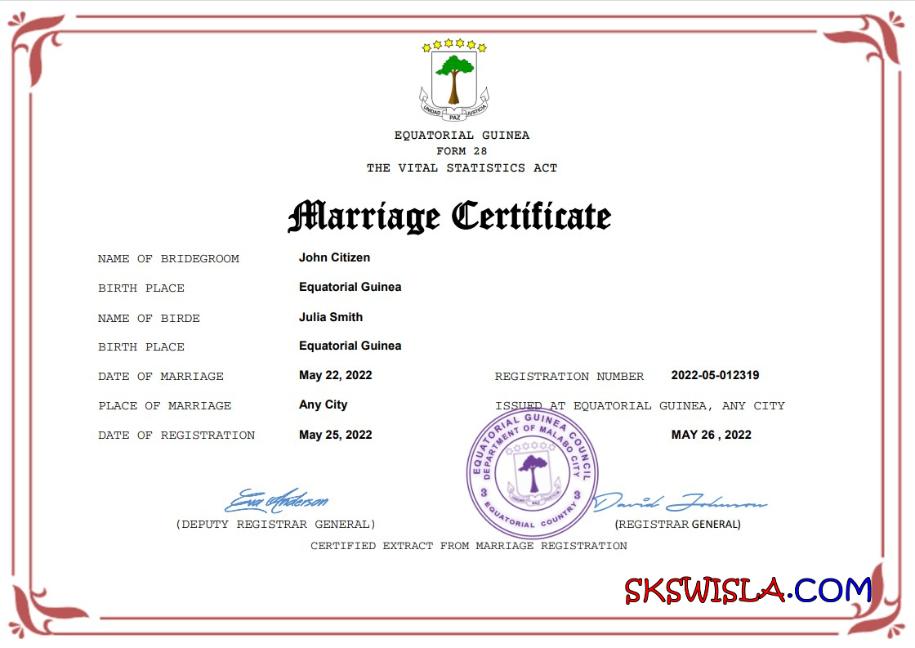 UNIDAD PAZ JUSTICIA
EQUATORIAL GUINEA
FORM 28
THE VITAL STATISTICS ACT
Marriage Certificate
NAME OF BRIDEGROOM John Citizen
BIRTH PLACE Equatorial Guinea
NAME OF BIRDE Julia Smith
BIRTH PLACE Equatorial Guinea
DATE OF MARRIAGE May 22, 2022 REGISTRATION NUMBER 2022-05-012319
PLACE OF MARRIAGE Any City ISSUED AT EQUATORIAL GUINEA, ANY CITY
DATE OF REGISTRATION May 25, 2022 MAY 26 , 2022
EQUATORIAL GUINEA COUNCIL
DEPARTMENT OF MALABO CITY
3 EQUATORIAL COUNTRY 3
Eva Anderson David Johnson
(DEPUTY REGISTRAR GENERAL) (REGISTRAR GENERAL)
CERTIFIED EXTRACT FROM MARRIAGE REGISTRATION
SKSWISLA.COM